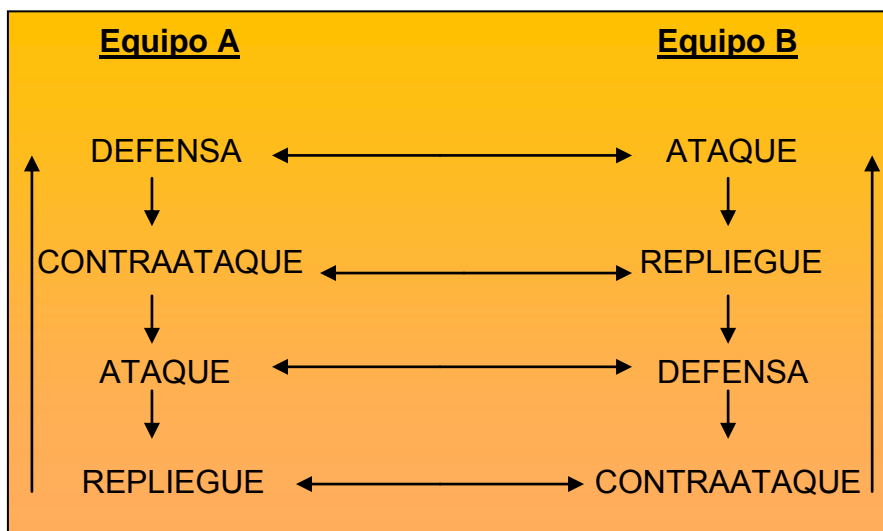 Equipo A Equipo B
DEFENSA ATAQUE
CONTRAATAQUE REPLIEGUE
ATAQUE DEFENSA
REPLIEGUE CONTRAATAQUE